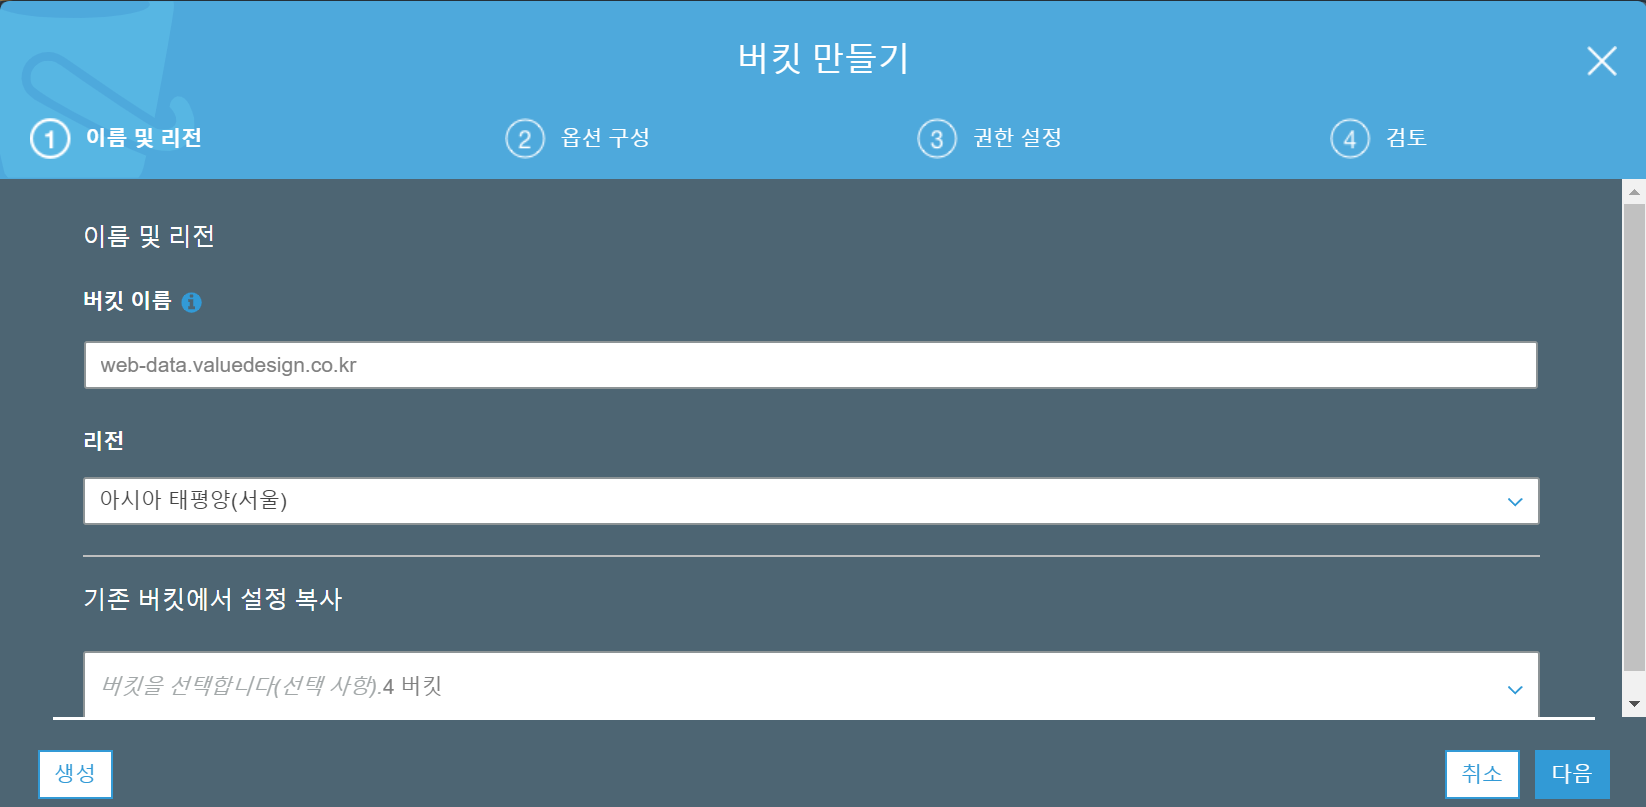 버킷 만들기
1 이름 및 리전
2 옵션 구성
3 권한 설정
4 검토
이름 및 리전
버킷 이름
web-data.valuedesign.co.kr
리전
아시아 태평양(서울)
기존 버킷에서 설정 복사
버킷을 선택합니다(선택 사항).4 버킷
생성
취소
다음